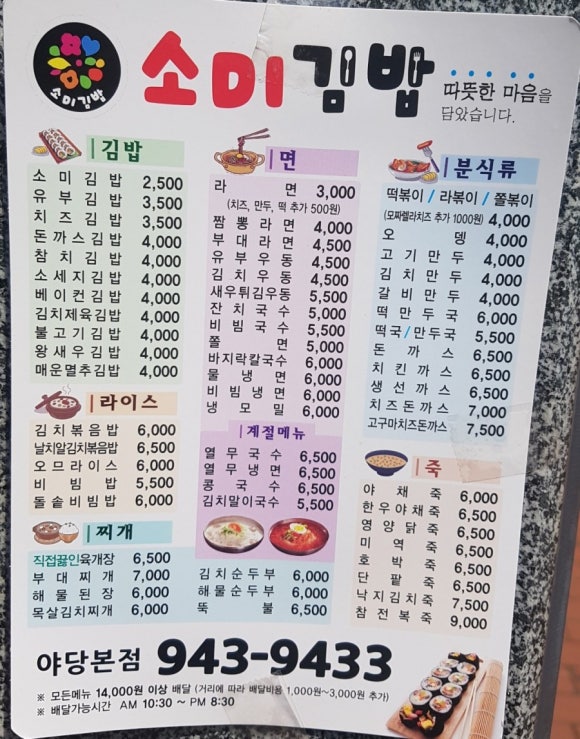 소미김밥
소미김밥
따뜻한 마음을
담았습니다.
김밥
소미김밥 2,500
유부김밥 3,500
치즈김밥 3,500
돈까스김밥 4,000
참치김밥 4,000
소세지김밥 4,000
베이컨김밥 4,000
김치제육김밥 4,000
불고기김밥 4,000
왕새우김밥 4,000
매운멸추김밥 4,000
라이스
김치볶음밥 6,000
날치알김치볶음밥 6,500
오므라이스 6,000
비빔밥 5,500
돌솥비빔밥 6,000
찌개
직접끓인육개장 6,500
부대찌개 7,000
해물된장 6,000
목살김치찌개 6,000
면
라면 3,000
(치즈, 만두, 떡 추가 500원)
짬뽕라면 4,000
부대라면 4,500
유부우동 4,500
김치우동 4,500
새우튀김우동 5,500
잔치국수 5,000
비빔국수 5,500
쫄면 5,000
바지락칼국수 6,000
물냉면 6,000
비빔냉면 6,000
냉모밀 6,000
계절메뉴
열무국수 6,500
열무냉면 6,500
콩국수 6,500
김치말이국수 5,500
김치순두부 6,000
해물순두부 6,000
뚝불 6,500
분식류
떡볶이 / 라볶이 / 쫄볶이
(모짜렐라치즈 추가 1000원) 4,000
오뎅 4,000
고기만두 4,000
김치만두 4,000
갈비만두 4,000
떡만두국 6,000
떡국/만두국 5,500
돈까스 6,500
치킨까스 6,500
생선까스 6,500
치즈돈까스 7,000
고구마치즈돈까스 7,500
죽
야채죽 6,000
한우야채죽 6,500
영양닭죽 6,500
미역죽 6,500
호박죽 6,500
단팥죽 6,500
낙지김치죽 7,500
참전복죽 9,000
야당본점 943-9433
※ 모든메뉴 14,000원 이상 배달 (거리에 따라 배달비용 1,000원~3,000원 추가)
※ 배달가능시간 AM 10:30 ~ PM 8:30